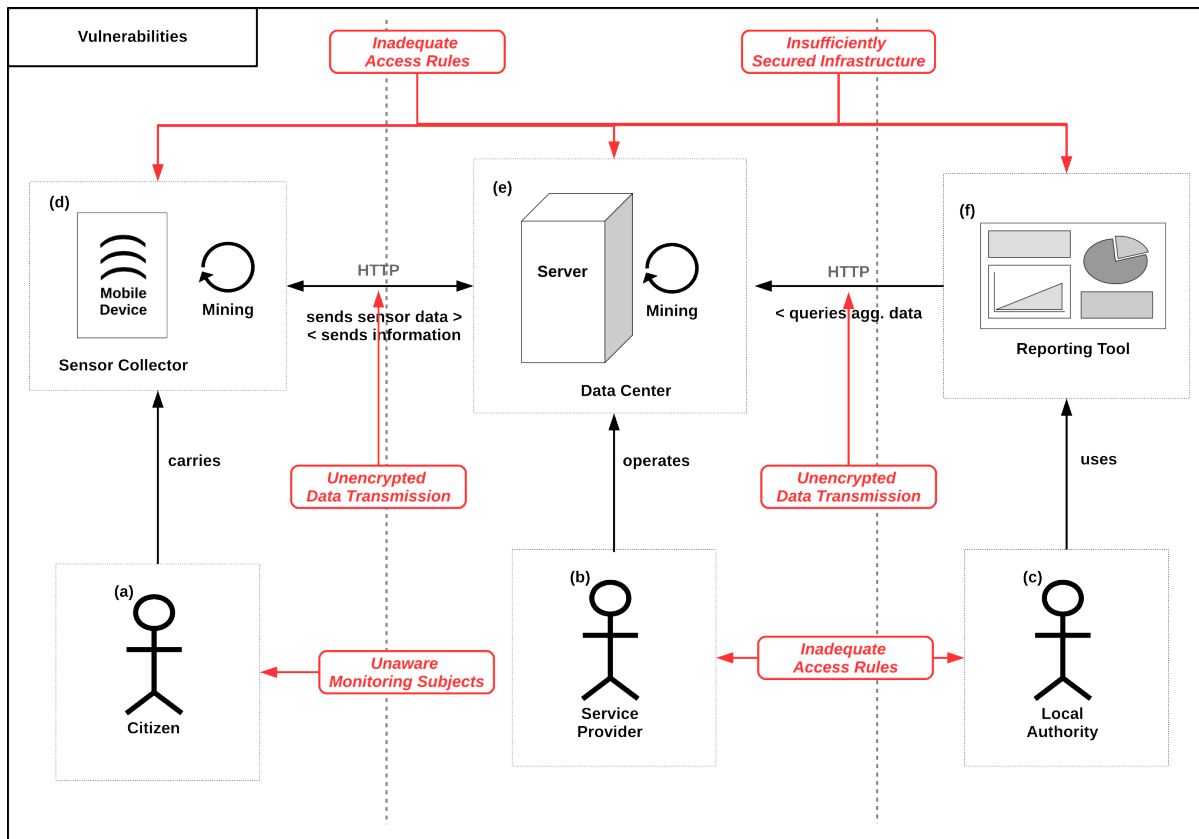 Vulnerabilities
Inadequate
Access Rules
Insufficiently
Secured Infrastructure
(d)
Mobile
Device
Mining
Sensor Collector
HTTP
sends sensor data >
< sends information
(e)
Server
Mining
Data Center
HTTP
< queries agg. data
(f)
Reporting Tool
carries
Unencrypted
Data Transmission
operates
Unencrypted
Data Transmission
uses
(a)
Citizen
Unaware
Monitoring Subjects
(b)
Service
Provider
Inadequate
Access Rules
(c)
Local
Authority